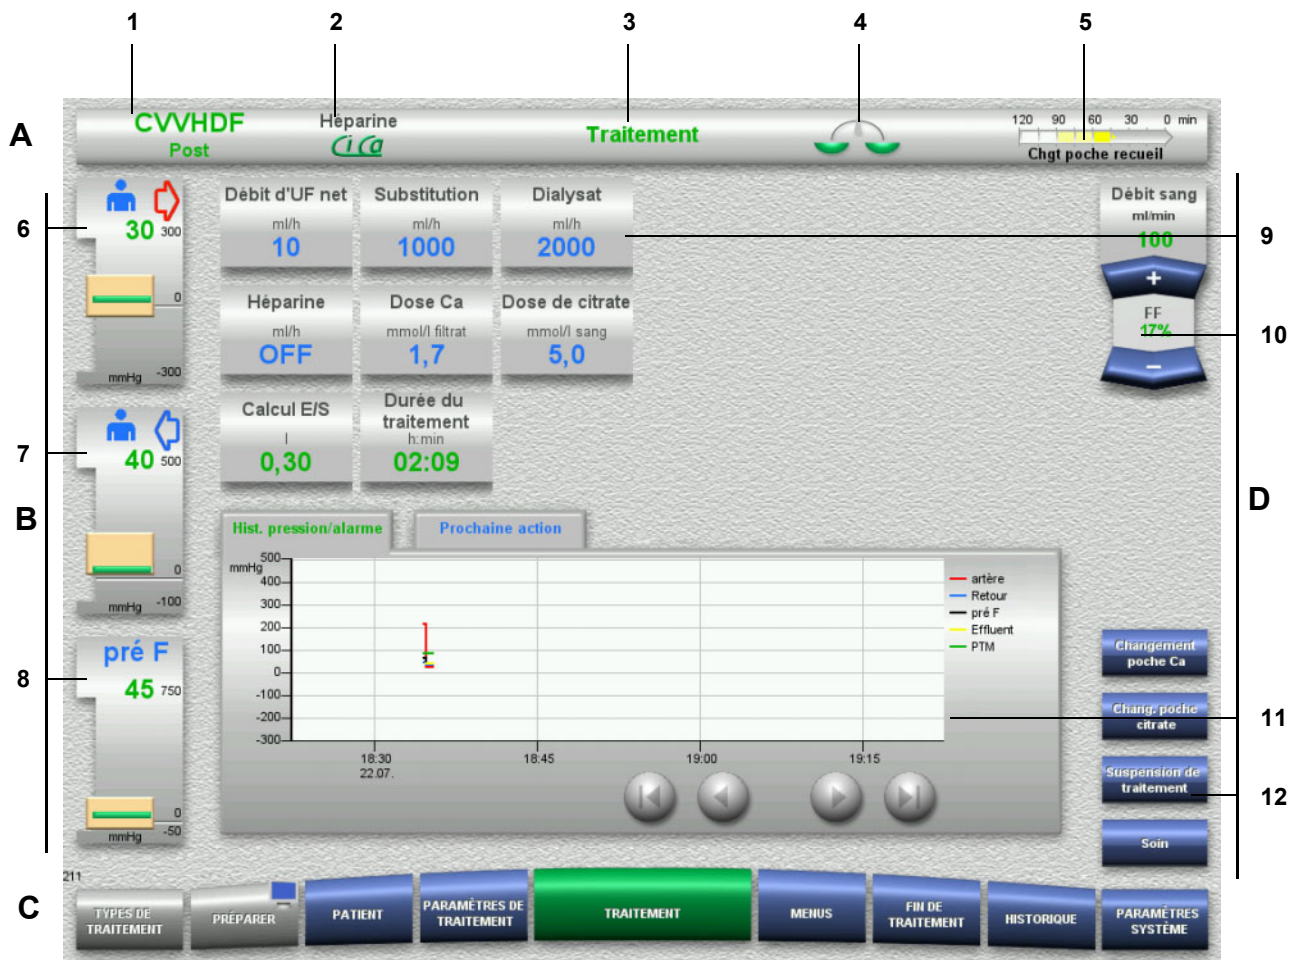 1 2 3 4 5
A
CVVHDF
Post
Héparine
Ci Ca
Traitement
120 90 60 30 0 min
Chgt poche recueil
6
30 300
0
mmHg -300
7
40 500
0
mmHg -100
B
8
pré F
45 750
0
mmHg -50
Débit d'UF net
ml/h
10
Substitution
ml/h
1000
Dialysat
ml/h
2000
Héparine
ml/h
OFF
Dose Ca
mmol/l filtrat
1,7
Dose de citrate
mmol/l sang
5,0
Calcul E/S
l
0,30
Durée du
traitement
h:min
02:09
Débit sang
ml/min
100
+
FF
17%
−
9
10
D
11
12
Hist. pression/alarme
Prochaine action
mmHg
500
400
300
200
100
0
-100
-200
-300
18:30 18:45 19:00 19:15
22.07.
artère
Retour
pré F
Effluent
PTM
Changement
poche Ca
Chang. poche
citrate
Suspension de
traitement
Soin
211
C
TYPES DE
TRAITEMENT
PRÉPARER
PATIENT
PARAMÈTRES DE
TRAITEMENT
TRAITEMENT
MENUS
FIN DE
TRAITEMENT
HISTORIQUE
PARAMÈTRES
SYSTÈME